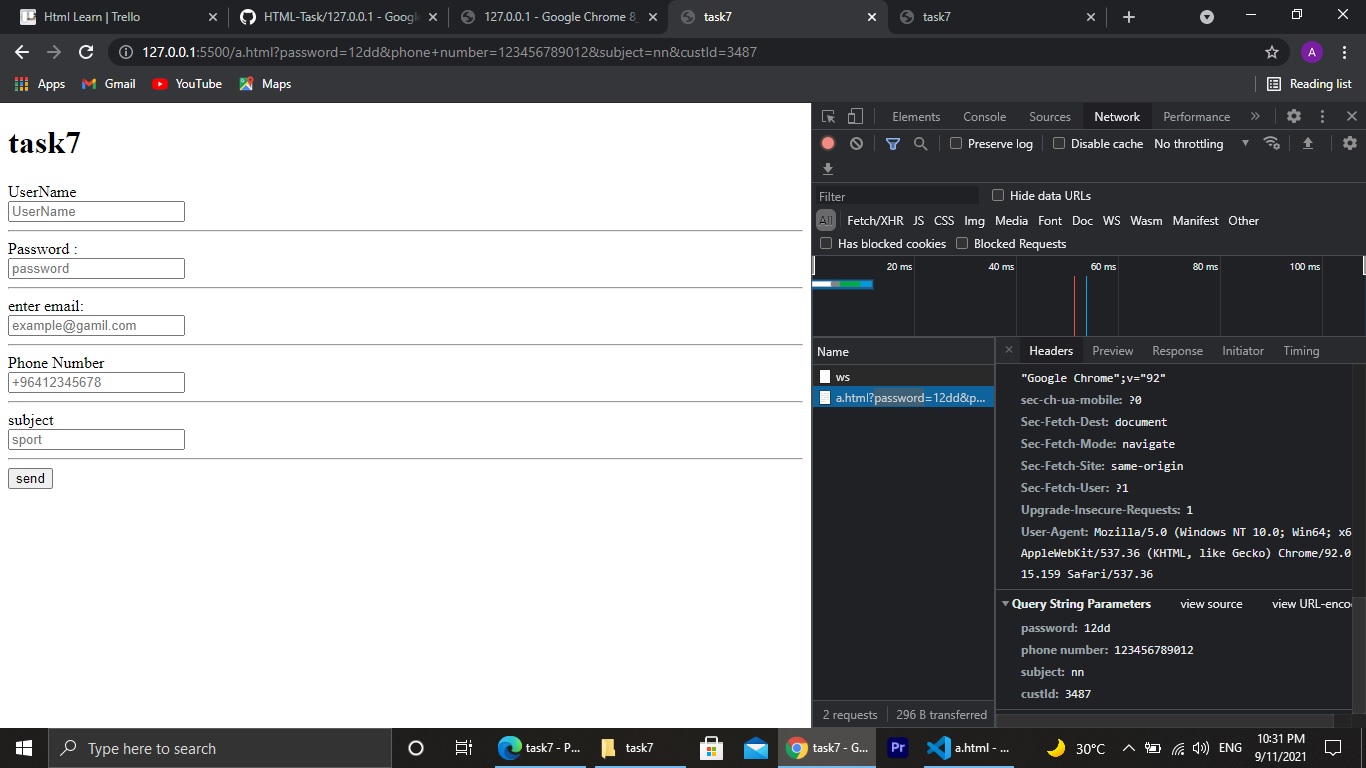 Html Learn | Trello
HTML-Task/127.0.0.1 - Googl
127.0.0.1 - Google Chrome 8_
task7
task7
127.0.0.1:5500/a.html?password=12dd&phone+number=123456789012&subject=nn&custId=3487
A
Apps
Gmail
YouTube
Maps
Reading list
task7
UserName
UserName
Password :
password
enter email:
example@gamil.com
Phone Number
+96412345678
subject
sport
send
Elements Console Sources Network Performance »
Preserve log Disable cache No throttling
Filter Hide data URLs
All Fetch/XHR JS CSS Img Media Font Doc WS Wasm Manifest Other
Has blocked cookies Blocked Requests
20 ms 40 ms 60 ms 80 ms 100 ms
Name
ws
a.html?password=12dd&p...
2 requests 296 B transferred
Headers Preview Response Initiator Timing
"Google Chrome";v="92"
sec-ch-ua-mobile: ?0
Sec-Fetch-Dest: document
Sec-Fetch-Mode: navigate
Sec-Fetch-Site: same-origin
Sec-Fetch-User: ?1
Upgrade-Insecure-Requests: 1
User-Agent: Mozilla/5.0 (Windows NT 10.0; Win64; x6
AppleWebKit/537.36 (KHTML, like Gecko) Chrome/92.0
15.159 Safari/537.36
Query String Parameters view source view URL-enco
password: 12dd
phone number: 123456789012
subject: nn
custId: 3487
Type here to search
task7 - P...
task7
task7 - G...
Pr
a.html - ...
30°C
ENG
10:31 PM
9/11/2021